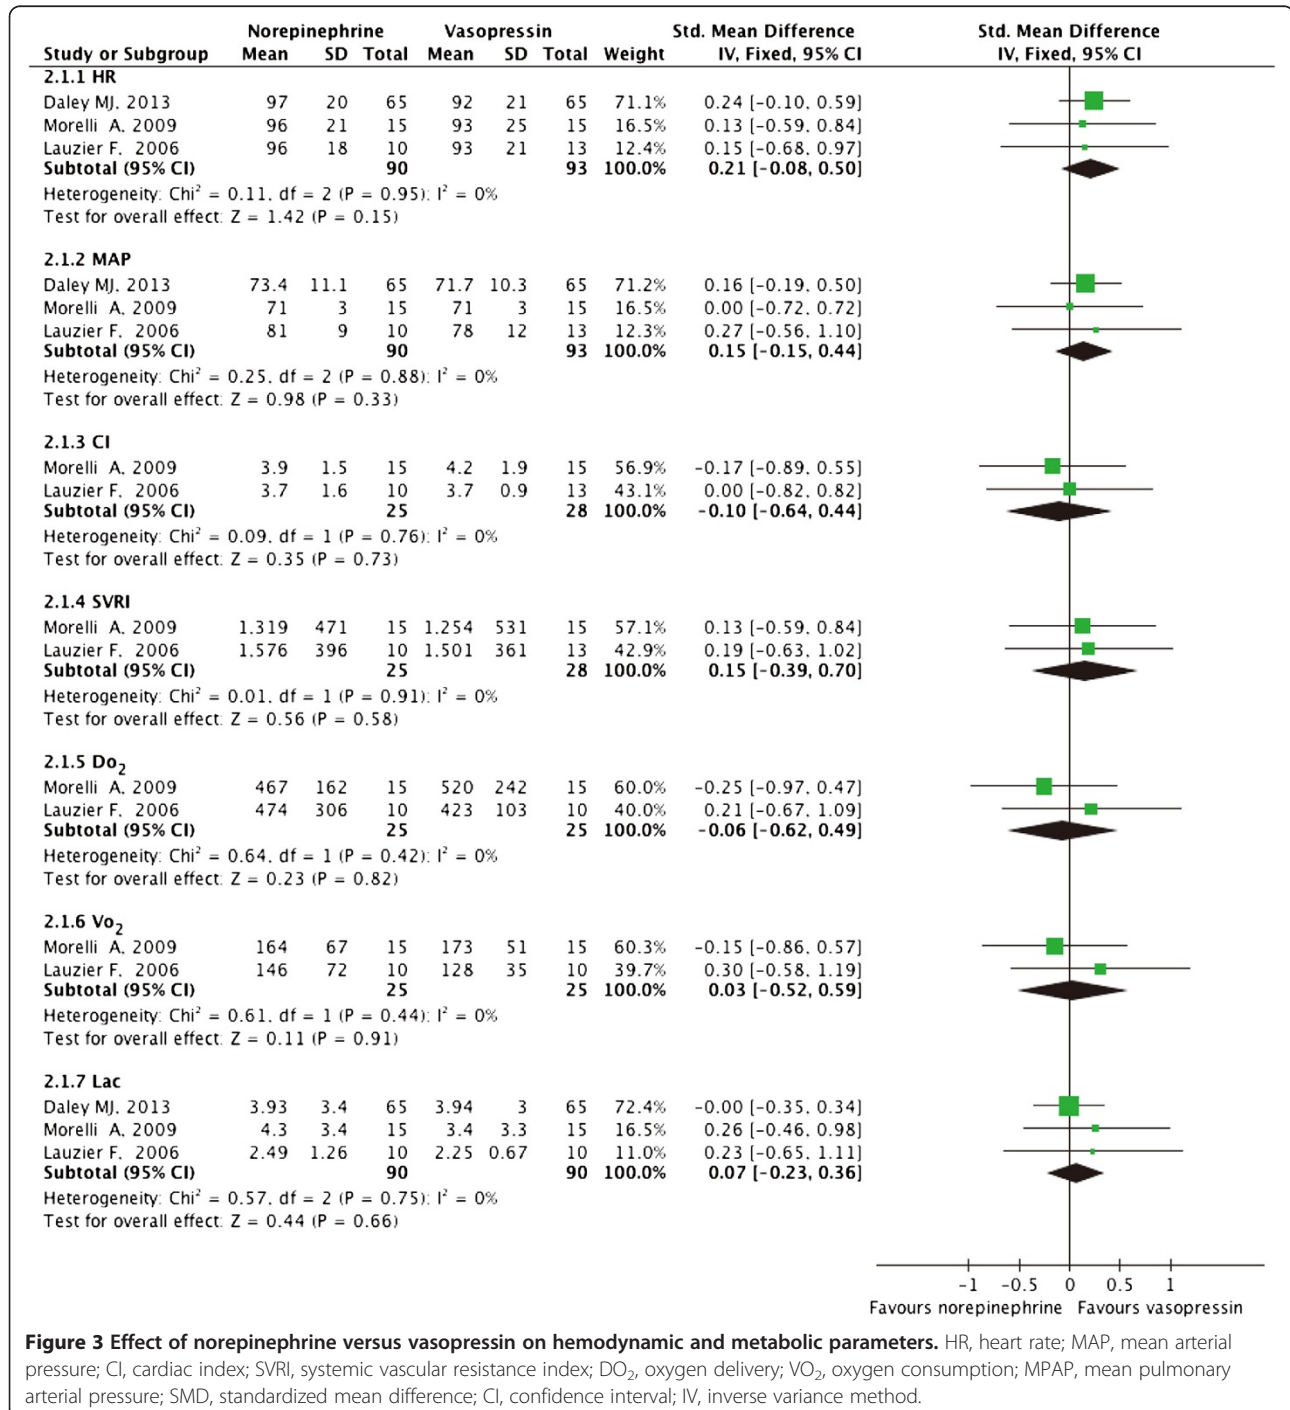 Norepinephrine Vasopressin Std. Mean Difference Std. Mean Difference
Study or Subgroup Mean SD Total Mean SD Total Weight IV, Fixed, 95% CI IV, Fixed, 95% CI
2.1.1 HR
Daley MJ, 2013 97 20 65 92 21 65 71.1% 0.24 [-0.10, 0.59]
Morelli A, 2009 96 21 15 93 25 15 16.5% 0.13 [-0.59, 0.84]
Lauzier F, 2006 96 18 10 93 21 13 12.4% 0.15 [-0.68, 0.97]
Subtotal (95% CI) 90 93 100.0% 0.21 [-0.08, 0.50]
Heterogeneity: Chi² = 0.11, df = 2 (P = 0.95); I² = 0%
Test for overall effect: Z = 1.42 (P = 0.15)
2.1.2 MAP
Daley MJ, 2013 73.4 11.1 65 71.7 10.3 65 71.2% 0.16 [-0.19, 0.50]
Morelli A, 2009 71 3 15 71 3 15 16.5% 0.00 [-0.72, 0.72]
Lauzier F, 2006 81 9 10 78 12 13 12.3% 0.27 [-0.56, 1.10]
Subtotal (95% CI) 90 93 100.0% 0.15 [-0.15, 0.44]
Heterogeneity: Chi² = 0.25, df = 2 (P = 0.88); I² = 0%
Test for overall effect: Z = 0.98 (P = 0.33)
2.1.3 CI
Morelli A, 2009 3.9 1.5 15 4.2 1.9 15 56.9% -0.17 [-0.89, 0.55]
Lauzier F, 2006 3.7 1.6 10 3.7 0.9 13 43.1% 0.00 [-0.82, 0.82]
Subtotal (95% CI) 25 28 100.0% -0.10 [-0.64, 0.44]
Heterogeneity: Chi² = 0.09, df = 1 (P = 0.76); I² = 0%
Test for overall effect: Z = 0.35 (P = 0.73)
2.1.4 SVRI
Morelli A, 2009 1.319 471 15 1.254 531 15 57.1% 0.13 [-0.59, 0.84]
Lauzier F, 2006 1.576 396 10 1.501 361 13 42.9% 0.19 [-0.63, 1.02]
Subtotal (95% CI) 25 28 100.0% 0.15 [-0.39, 0.70]
Heterogeneity: Chi² = 0.01, df = 1 (P = 0.91); I² = 0%
Test for overall effect: Z = 0.56 (P = 0.58)
2.1.5 Do₂
Morelli A, 2009 467 162 15 520 242 15 60.0% -0.25 [-0.97, 0.47]
Lauzier F, 2006 474 306 10 423 103 10 40.0% 0.21 [-0.67, 1.09]
Subtotal (95% CI) 25 25 100.0% -0.06 [-0.62, 0.49]
Heterogeneity: Chi² = 0.64, df = 1 (P = 0.42); I² = 0%
Test for overall effect: Z = 0.23 (P = 0.82)
2.1.6 Vo₂
Morelli A, 2009 164 67 15 173 51 15 60.3% -0.15 [-0.86, 0.57]
Lauzier F, 2006 146 72 10 128 35 10 39.7% 0.30 [-0.58, 1.19]
Subtotal (95% CI) 25 25 100.0% 0.03 [-0.52, 0.59]
Heterogeneity: Chi² = 0.61, df = 1 (P = 0.44); I² = 0%
Test for overall effect: Z = 0.11 (P = 0.91)
2.1.7 Lac
Daley MJ, 2013 3.93 3.4 65 3.94 3 65 72.4% -0.00 [-0.35, 0.34]
Morelli A, 2009 4.3 3.4 15 3.4 3.3 15 16.5% 0.26 [-0.46, 0.98]
Lauzier F, 2006 2.49 1.26 10 2.25 0.67 10 11.0% 0.23 [-0.65, 1.11]
Subtotal (95% CI) 90 90 100.0% 0.07 [-0.23, 0.36]
Heterogeneity: Chi² = 0.57, df = 2 (P = 0.75); I² = 0%
Test for overall effect: Z = 0.44 (P = 0.66)
-1 -0.5 0 0.5 1
Favours norepinephrine Favours vasopressin
Figure 3 Effect of norepinephrine versus vasopressin on hemodynamic and metabolic parameters. HR, heart rate; MAP, mean arterial
pressure; CI, cardiac index; SVRI, systemic vascular resistance index; DO₂, oxygen delivery; VO₂, oxygen consumption; MPAP, mean pulmonary
arterial pressure; SMD, standardized mean difference; CI, confidence interval; IV, inverse variance method.